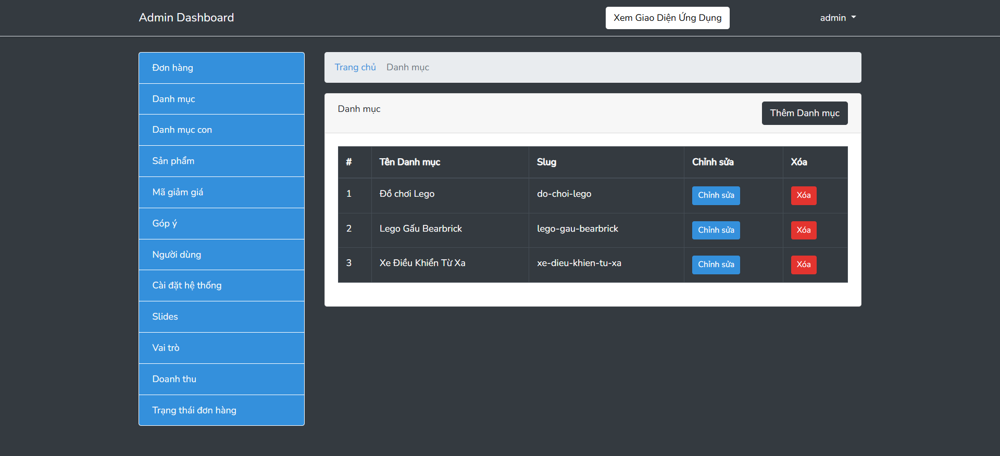 Admin Dashboard
Xem Giao Diện Ứng Dụng
admin
Đơn hàng
Danh mục
Danh mục con
Sản phẩm
Mã giảm giá
Góp ý
Người dùng
Cài đặt hệ thống
Slides
Vai trò
Doanh thu
Trạng thái đơn hàng
Trang chủ Danh mục
Danh mục
Thêm Danh mục
# Tên Danh mục Slug Chỉnh sửa Xóa
1 Đồ chơi Lego do-choi-lego Chỉnh sửa Xóa
2 Lego Gấu Bearbrick lego-gau-bearbrick Chỉnh sửa Xóa
3 Xe Điều Khiển Từ Xa xe-dieu-khien-tu-xa Chỉnh sửa Xóa